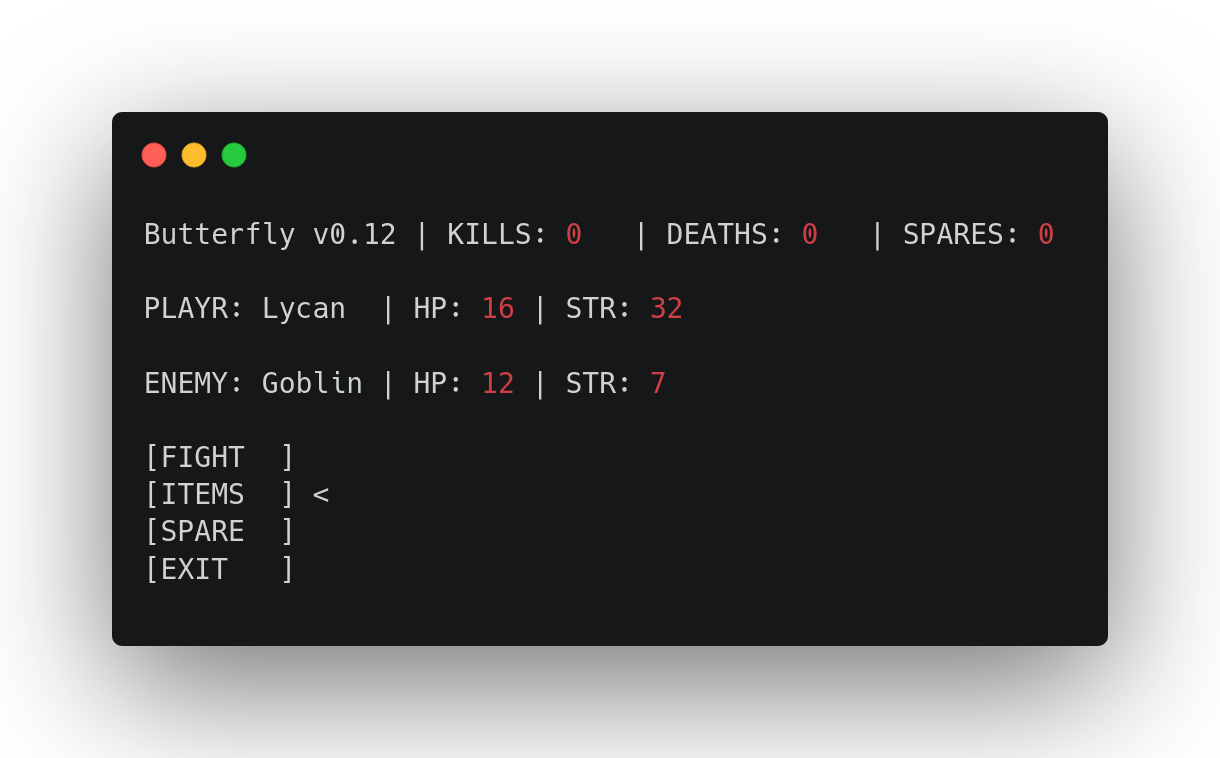 Butterfly v0.12 | KILLS: 0   | DEATHS: 0   | SPARES: 0
PLAYR: Lycan  | HP: 16 | STR: 32
ENEMY: Goblin | HP: 12 | STR: 7
[FIGHT  ]
[ITEMS  ] <
[SPARE  ]
[EXIT   ]